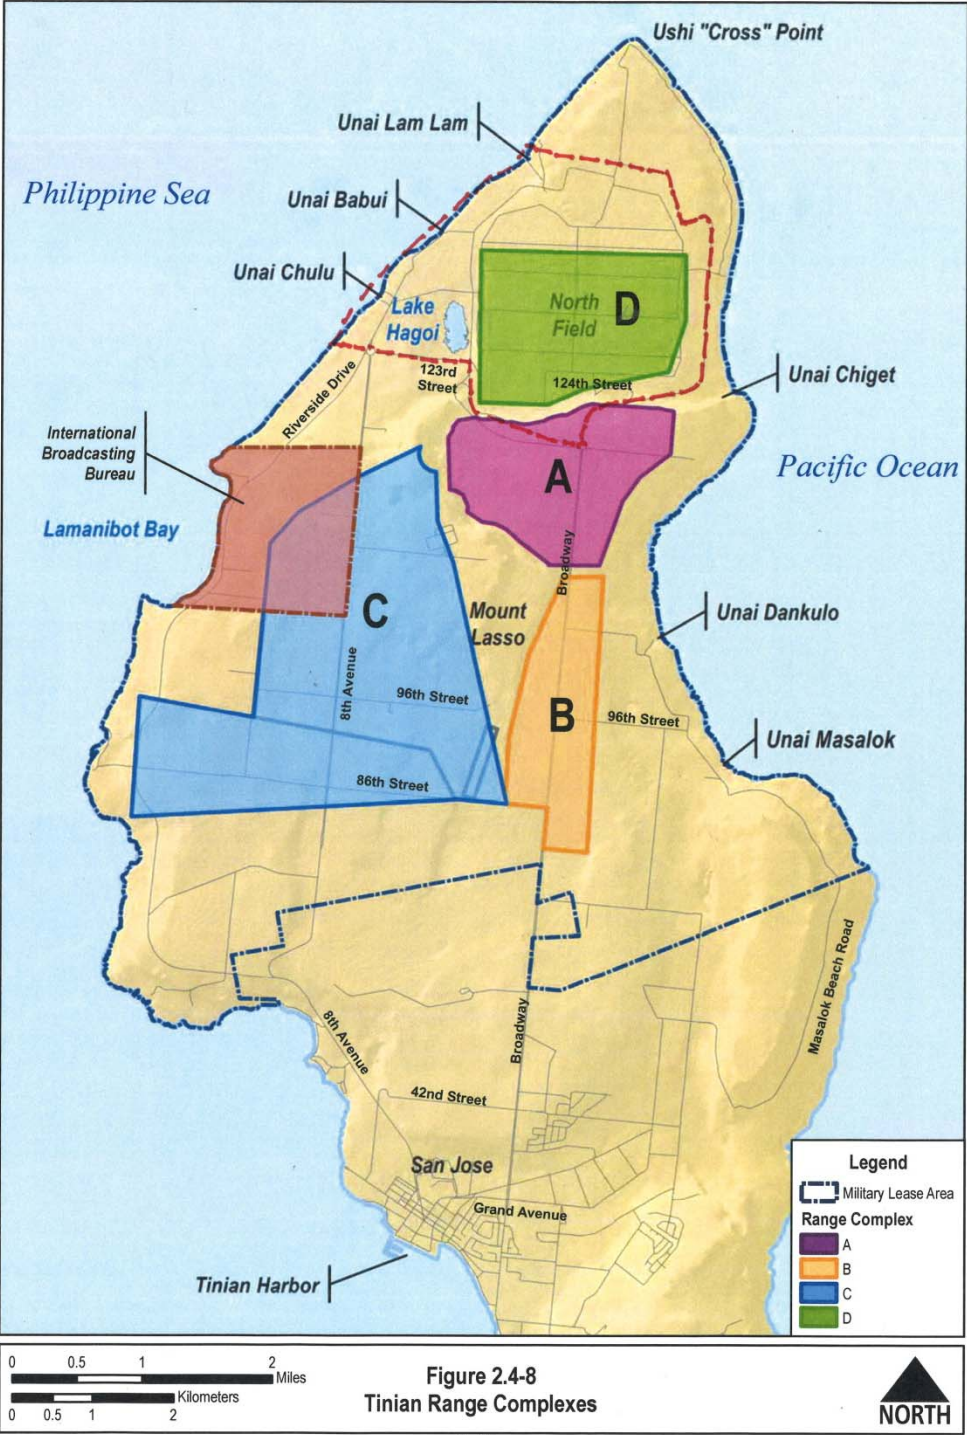 Ushi "Cross" Point
Unai Lam Lam
Philippine Sea
Unai Babui
Unai Chulu
Lake
Hagoi
North
Field
D
123rd
Street
124th Street
Unai Chiget
Riverside Drive
International
Broadcasting
Bureau
A
Pacific Ocean
Lamanibot Bay
Broadway
C
Mount
Lasso
Unai Dankulo
8th Avenue
96th Street
B
96th Street
Unai Masalok
86th Street
Masalok Beach Road
8th Avenue
Broadway
42nd Street
San Jose
Grand Avenue
Tinian Harbor
Legend
Military Lease Area
Range Complex
A
B
C
D
0 0.5 1 2
Miles
Kilometers
0 0.5 1 2
Figure 2.4-8
Tinian Range Complexes
NORTH